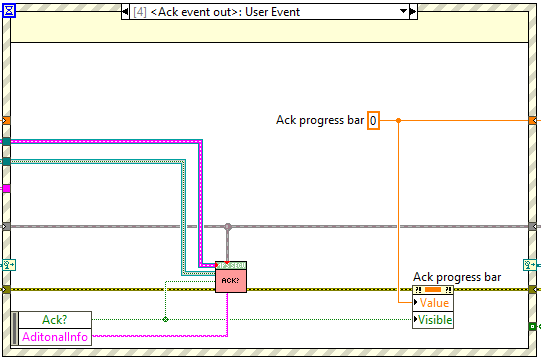 [4] <Ack event out>: User Event
Ack progress bar 0
ACK?
Ack progress bar
?! ?!
Value
Visible
Ack?
AditonalInfo